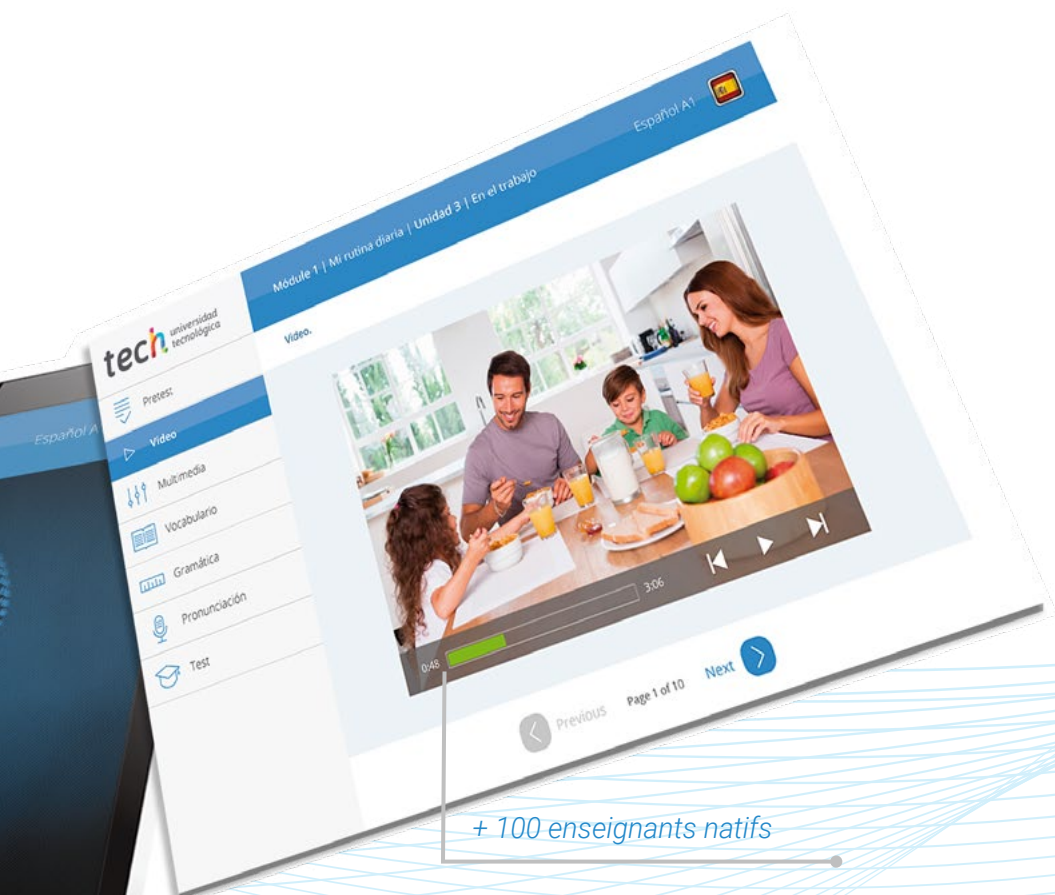 Español A1
Módule 1 | Mi rutina diaria | Unidad 3 | En el trabajo
tech universidad
tecnológica
Video.
Pretest
Video
Multimedia
Vocabulario
Gramática
Pronunciación
Test
0:48
3:06
Previous
Page 1 of 10
Next
Español A
+ 100 enseignants natifs